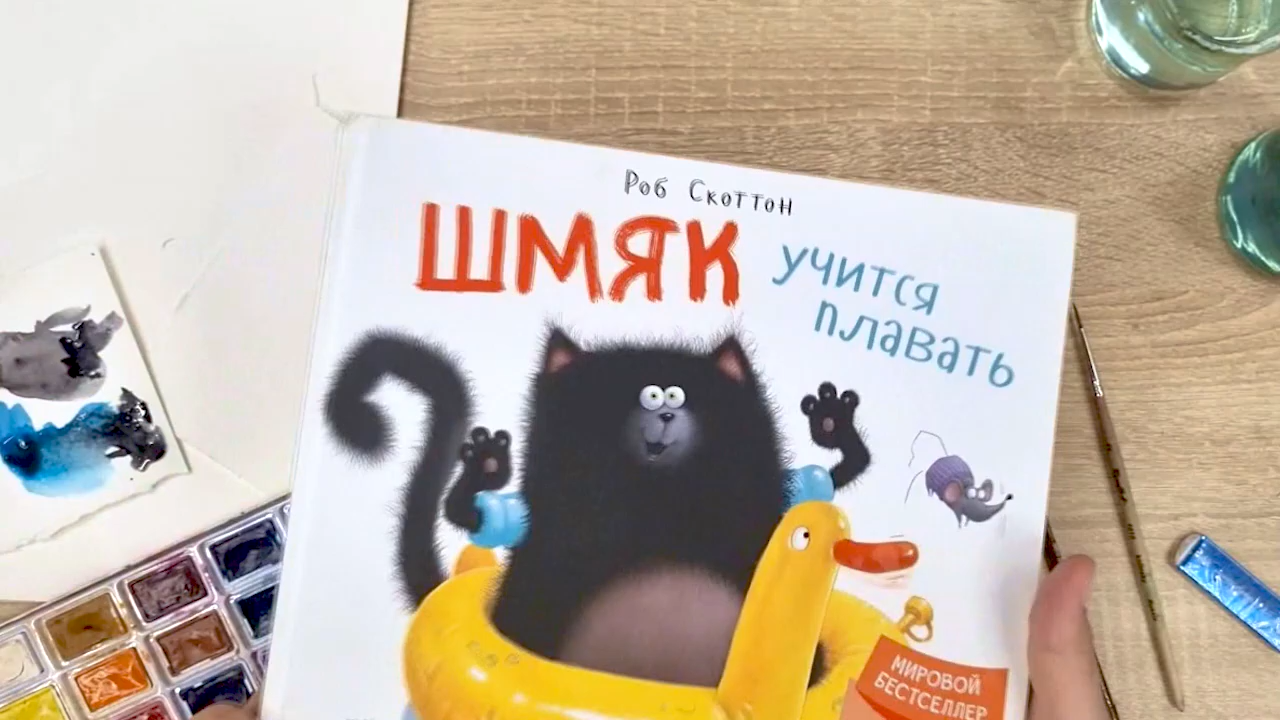 Роб Скоттон
ШМЯК
учится
плавать
МИРОВОЙ
БЕСТСЕЛЛЕР